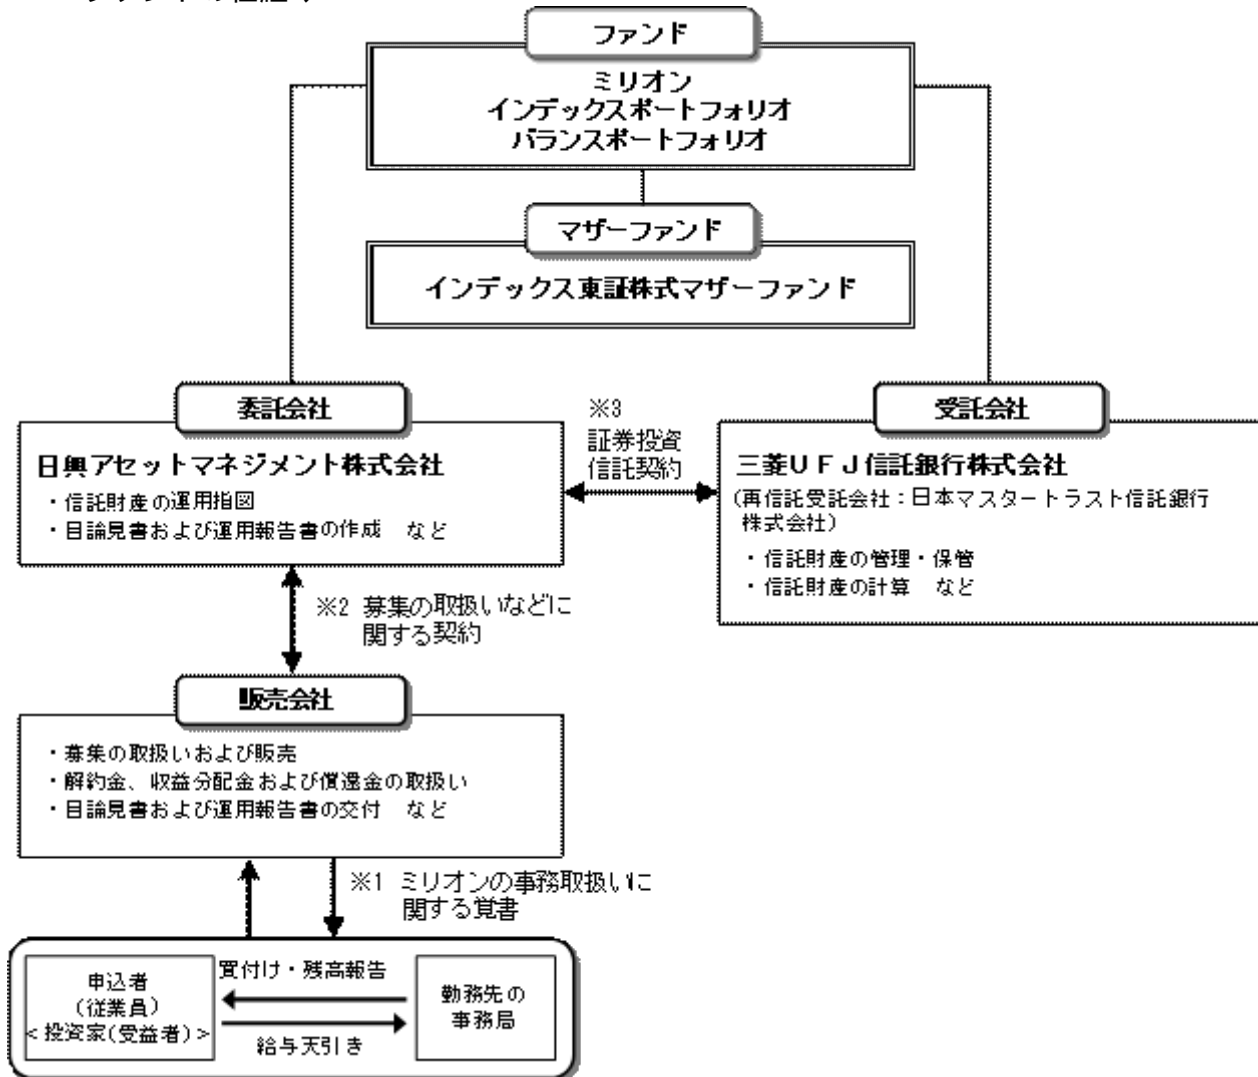 ファンド
ミリオン
インデックスポートフォリオ
バランスポートフォリオ
マザーファンド
インデックス東証株式マザーファンド
委託会社
日興アセットマネジメント株式会社
・信託財産の運用指図
・目論見書および運用報告書の作成 など
※3
証券投資
信託契約
受託会社
三菱UFJ信託銀行株式会社
(再信託受託会社:日本マスタートラスト信託銀行
株式会社)
・信託財産の管理・保管
・信託財産の計算 など
※2 募集の取扱いなどに
関する契約
販売会社
・募集の取扱いおよび販売
・解約金、収益分配金および償還金の取扱い
・目論見書および運用報告書の交付 など
※1 ミリオンの事務取扱いに
関する覚書
申込者
(従業員)
<投資家(受益者)>
買付け・残高報告
給与天引き
勤務先の
事務局